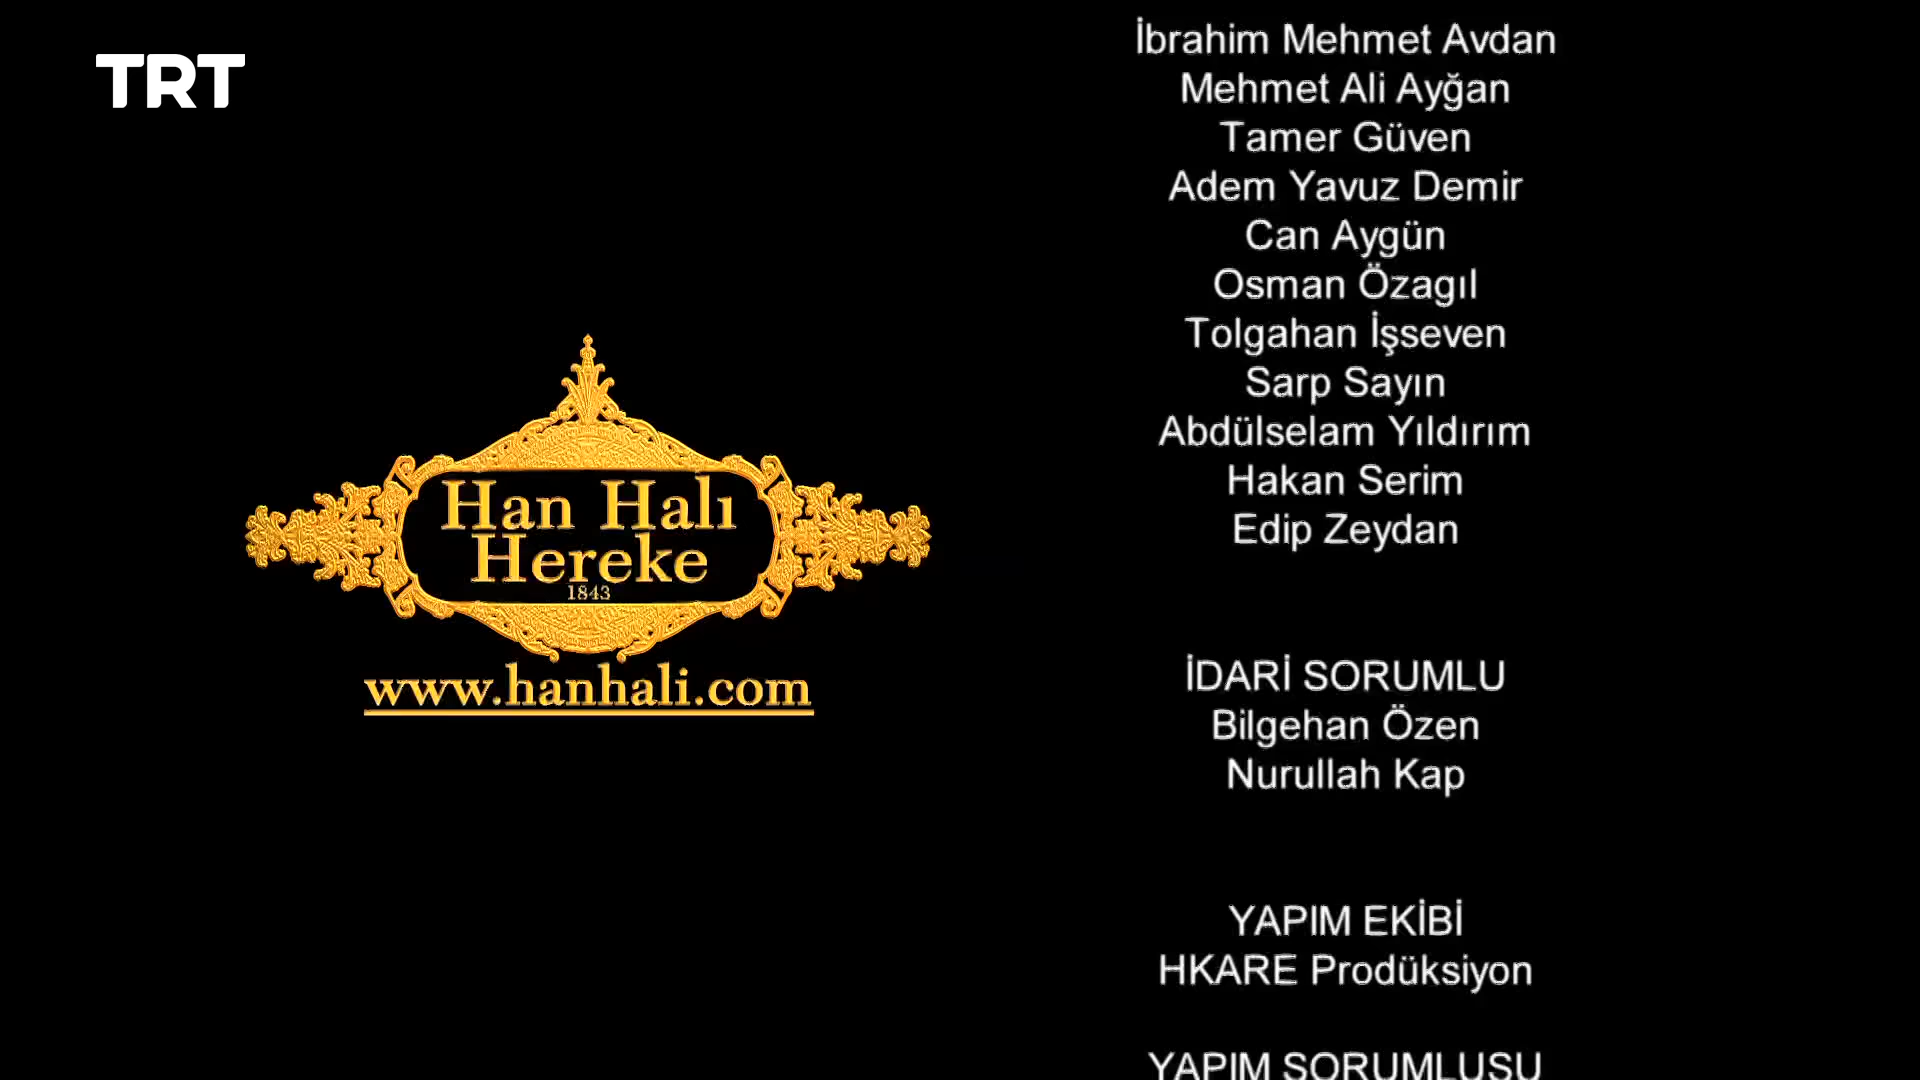 TRT
Han Halı
Hereke
1843
www.hanhali.com
İbrahim Mehmet Avdan
Mehmet Ali Ayğan
Tamer Güven
Adem Yavuz Demir
Can Aygün
Osman Özagıl
Tolgahan İşseven
Sarp Sayın
Abdülselam Yıldırım
Hakan Serim
Edip Zeydan
İDARİ SORUMLU
Bilgehan Özen
Nurullah Kap
YAPIM EKİBİ
HKARE Prodüksiyon
YAPIM SORUMLUSU